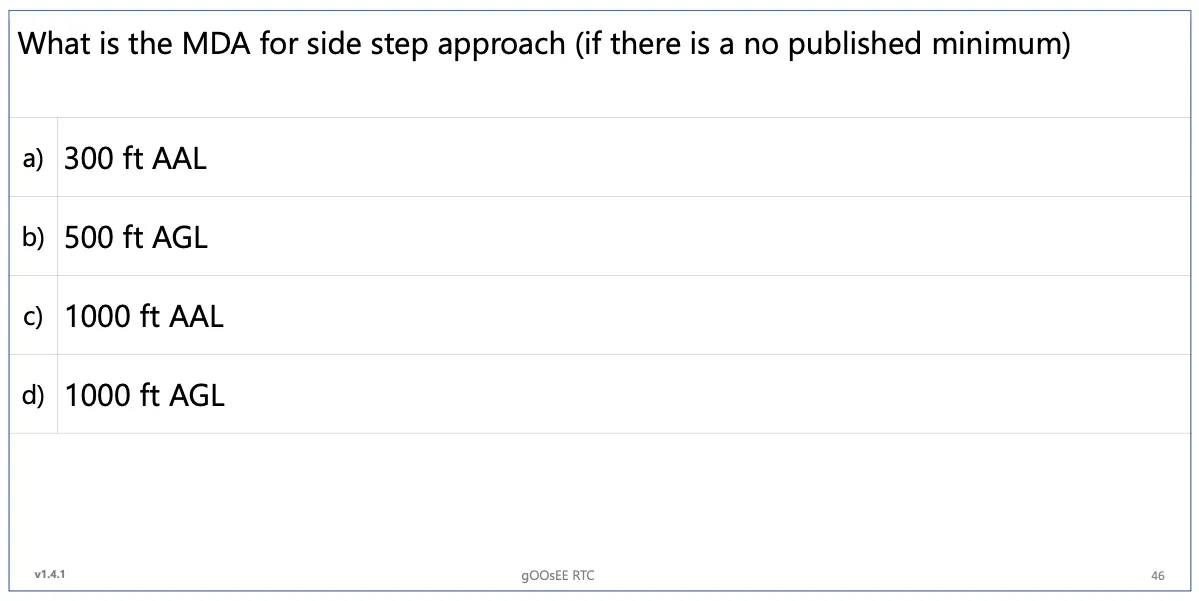 What is the MDA for side step approach (if there is a no published minimum)
a) 300 ft AAL
b) 500 ft AGL
c) 1000 ft AAL
d) 1000 ft AGL
v1.4.1 gOOsEE RTC 46